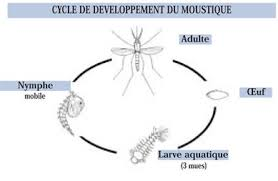 CYCLE DE DEVELOPPEMENT DU MOUSTIQUE
Adulte
Nymphe
mobile
Œuf
Larve aquatique
(3 mues)